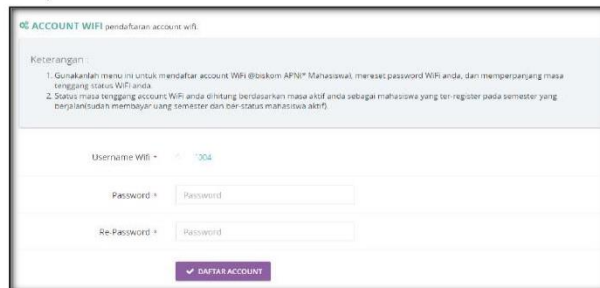 ACCOUNT WIFI pendaftaran account wifi.
Keterangan :
1. Gunakanlah menu ini untuk mendaftar account WiFi @biskom APNI* Mahasiswa), mereset password WiFi anda, dan memperpanjang masa
tenggang status WiFi anda.
2. Status masa tenggang account WiFi anda dihitung berdasarkan masa aktif anda sebagai mahasiswa yang ter-register pada semester yang
berjalan(sudah membayar uang semester dan ber-status mahasiswa aktif).
Username Wifi *
1004
Password *
Password
Re-Password *
Password
DAFTAR ACCOUNT